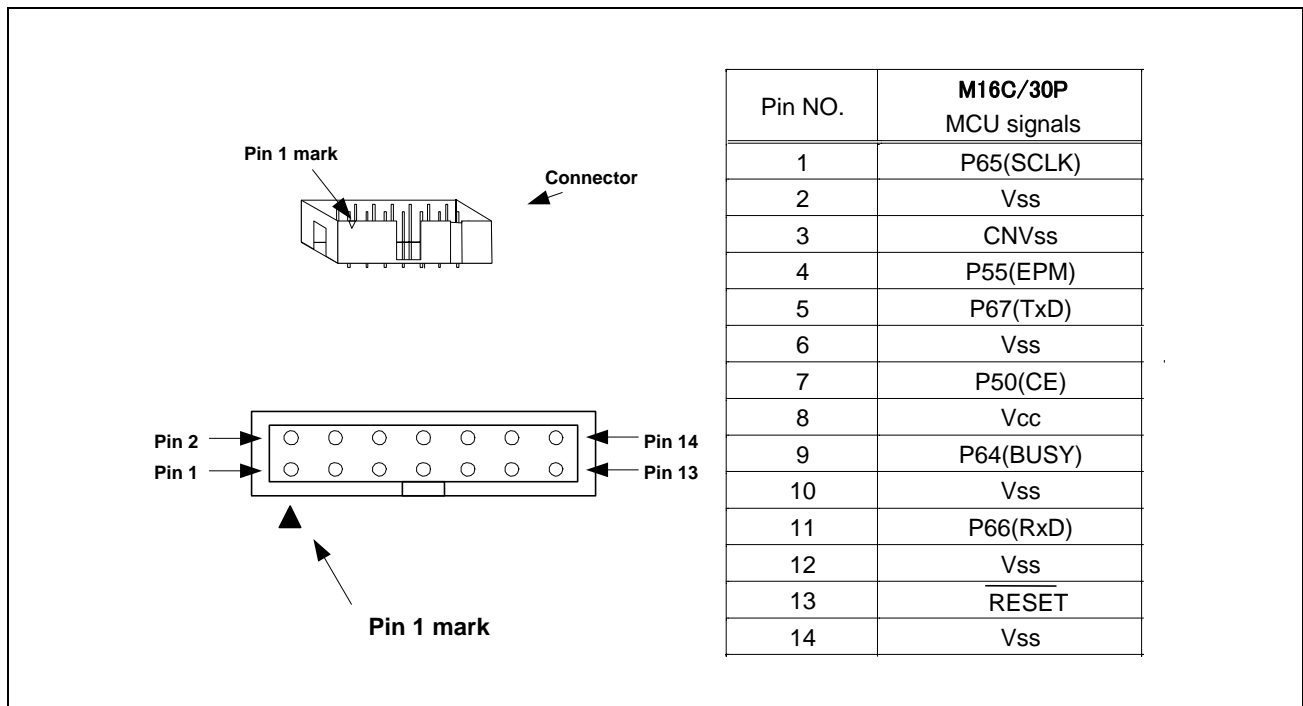 Pin 1 mark
Connector
Pin 2
Pin 14
Pin 1
Pin 13
Pin 1 mark
Pin NO. M16C/30P MCU signals
1 P65(SCLK)
2 Vss
3 CNVss
4 P55(EPM)
5 P67(TxD)
6 Vss
7 P50(CE)
8 Vcc
9 P64(BUSY)
10 Vss
11 P66(RxD)
12 Vss
13 RESET
14 Vss